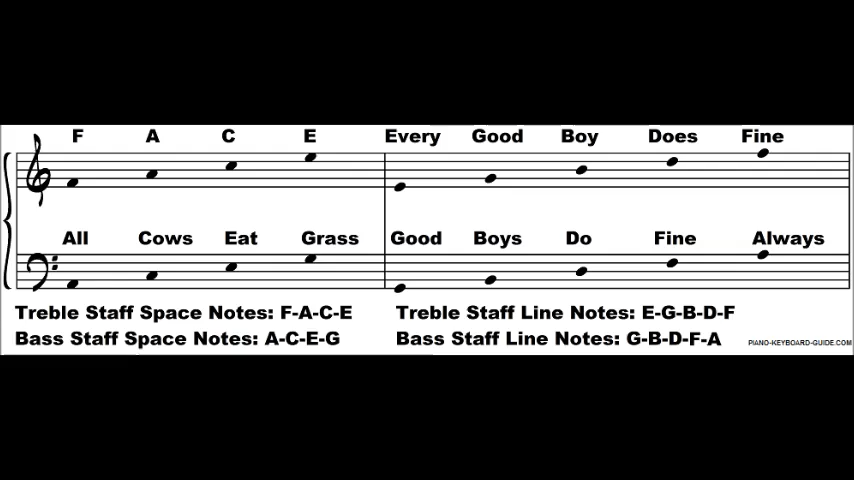 F A C E Every Good Boy Does Fine
All Cows Eat Grass Good Boys Do Fine Always
Treble Staff Space Notes: F-A-C-E Treble Staff Line Notes: E-G-B-D-F
Bass Staff Space Notes: A-C-E-G Bass Staff Line Notes: G-B-D-F-A
PIANO-KEYBOARD-GUIDE.COM